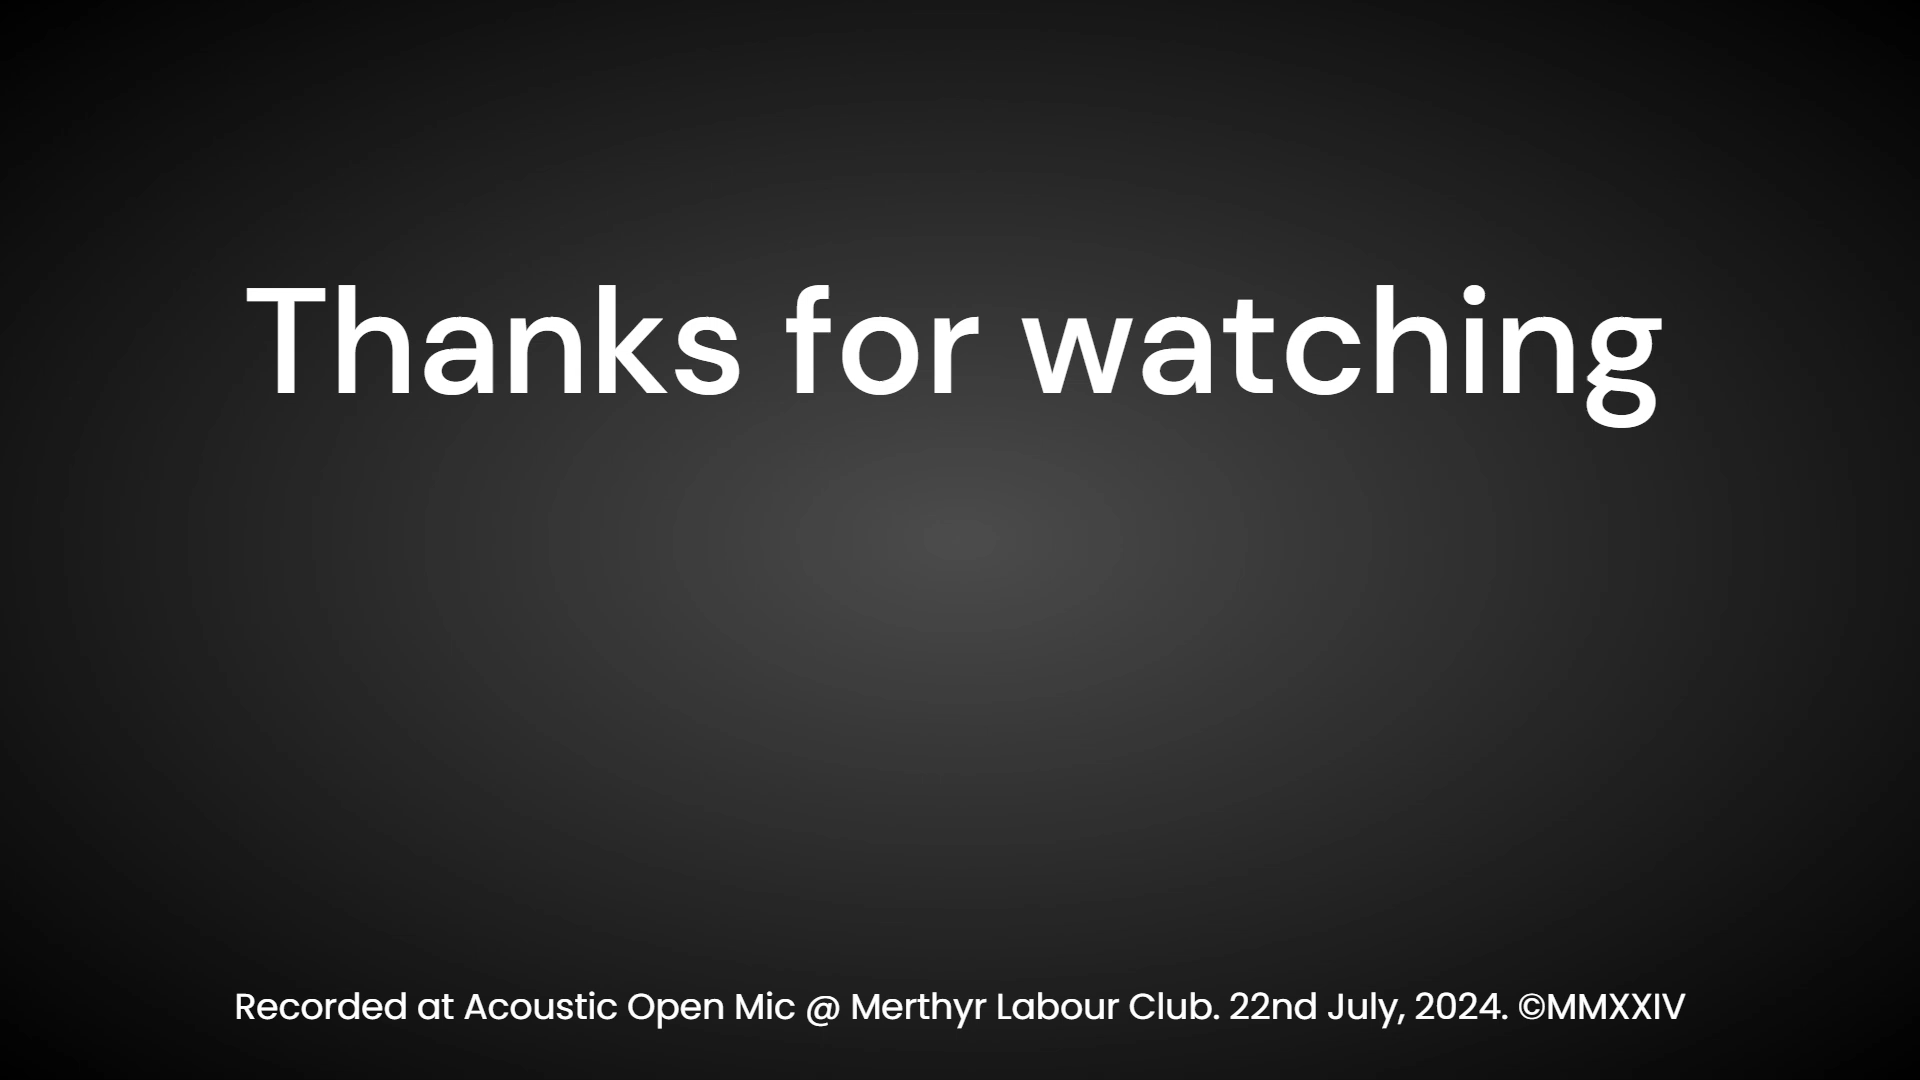 Thanks for watching
Recorded at Acoustic Open Mic @ Merthyr Labour Club. 22nd July, 2024. ©MMXXIV